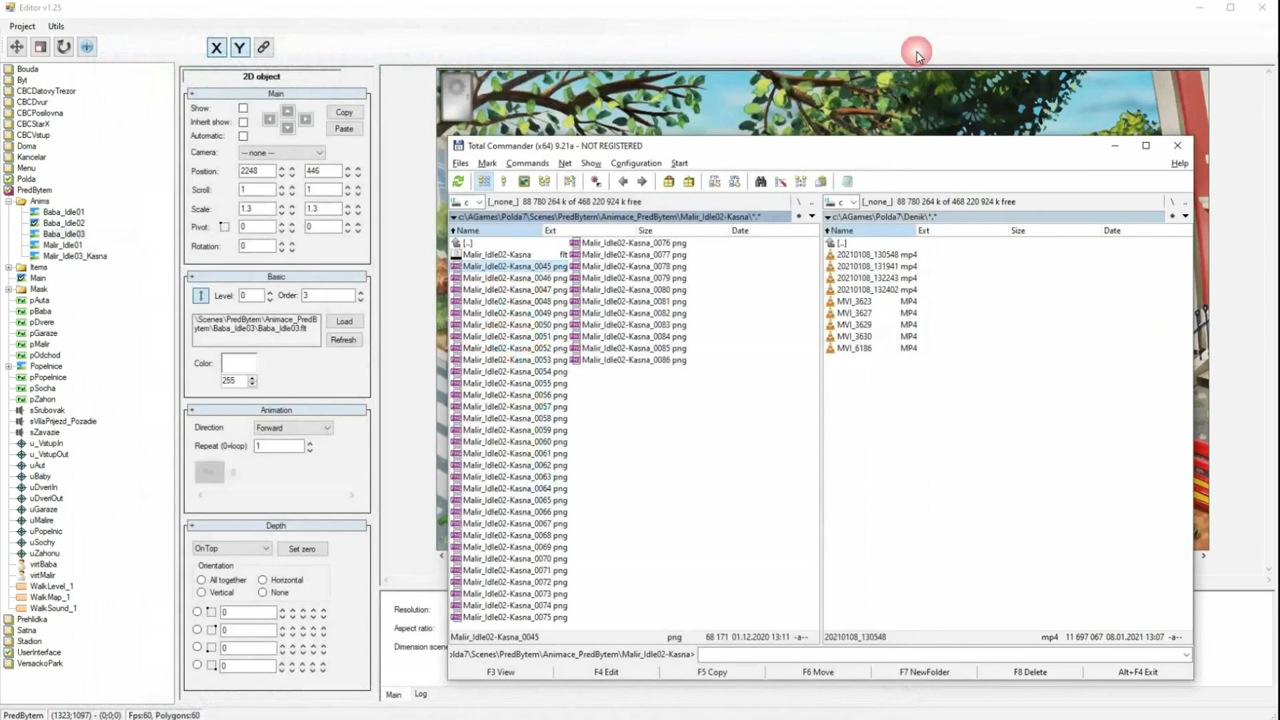 Editor v1.25
Project Utils
X Y
Bouda
Byt
CBCDatovyTrezor
CBCDvur
CBCPosilovna
CBCStarX
CBCVstup
Doma
Kancelar
Menu
Polda
PredBytem
Anims
Baba_Idle01
Baba_Idle02
Baba_Idle03
Malir_Idle01
Malir_Idle03_Kasna
Items
Main
Mask
pAuta
pBaba
pDvere
pGaraze
pMalir
pOdchod
Popelnice
pPopelnice
pSocha
pZahon
sSrubovak
sVilaPrijezd_Pozadie
sZavazie
u_VstupIn
u_VstupOut
uAut
uBaby
uDverIn
uDverOut
uGaraze
uMalire
uPopelnic
uSochy
uZahonu
virtBaba
virtMalir
WalkLevel_1
WalkMap_1
WalkSound_1
Prehlidka
Satna
Stadion
UserInterface
VersackoPark
2D object
Main
Show:
Copy
Inherit show:
Automatic:
Paste
Camera: --- none ---
Position: 2248 446
Scroll: 1 1
Scale: 1.3 1.3
Pivot: 0 0
Rotation: 0
Basic
Level: 0 Order: 3
\Scenes\PredBytem\Animace_PredB
ytem\Baba_Idle03\Baba_Idle03.flt
Load
Refresh
Color:
255
Animation
Direction Forward
Repeat (0=loop) 1
0
Depth
OnTop Set zero
Orientation
All together Horizontal
Vertical None
0
0
0
0
Resolution:
Aspect ratio:
Dimension scen
Main Log
PredBytem (1323;1097) - (0;0;0) Fps:60, Polygons:60
Total Commander (x64) 9.21a - NOT REGISTERED
Files Mark Commands Net Show Configuration Start Help
c [_none_] 88 780 264 k of 468 220 924 k free \ ..
c [_none_] 88 780 264 k of 468 220 924 k free \ ..
c:\AGames\Polda7\Scenes\PredBytem\Animace_PredBytem\Malir_Idle02-Kasna\*.* * 
c:\AGames\Polda7\Denik\*.* *
Name Ext Size Date
Name Ext Size Date
[..]
Malir_Idle02-Kasna flt
Malir_Idle02-Kasna_0045 png
Malir_Idle02-Kasna_0046 png
Malir_Idle02-Kasna_0047 png
Malir_Idle02-Kasna_0048 png
Malir_Idle02-Kasna_0049 png
Malir_Idle02-Kasna_0050 png
Malir_Idle02-Kasna_0051 png
Malir_Idle02-Kasna_0052 png
Malir_Idle02-Kasna_0053 png
Malir_Idle02-Kasna_0054 png
Malir_Idle02-Kasna_0055 png
Malir_Idle02-Kasna_0056 png
Malir_Idle02-Kasna_0057 png
Malir_Idle02-Kasna_0058 png
Malir_Idle02-Kasna_0059 png
Malir_Idle02-Kasna_0060 png
Malir_Idle02-Kasna_0061 png
Malir_Idle02-Kasna_0062 png
Malir_Idle02-Kasna_0063 png
Malir_Idle02-Kasna_0064 png
Malir_Idle02-Kasna_0065 png
Malir_Idle02-Kasna_0066 png
Malir_Idle02-Kasna_0067 png
Malir_Idle02-Kasna_0068 png
Malir_Idle02-Kasna_0069 png
Malir_Idle02-Kasna_0070 png
Malir_Idle02-Kasna_0071 png
Malir_Idle02-Kasna_0072 png
Malir_Idle02-Kasna_0073 png
Malir_Idle02-Kasna_0074 png
Malir_Idle02-Kasna_0075 png
Malir_Idle02-Kasna_0076 png
Malir_Idle02-Kasna_0077 png
Malir_Idle02-Kasna_0078 png
Malir_Idle02-Kasna_0079 png
Malir_Idle02-Kasna_0080 png
Malir_Idle02-Kasna_0081 png
Malir_Idle02-Kasna_0082 png
Malir_Idle02-Kasna_0083 png
Malir_Idle02-Kasna_0084 png
Malir_Idle02-Kasna_0085 png
Malir_Idle02-Kasna_0086 png
[..]
20210108_130548 mp4
20210108_131941 mp4
20210108_132243 mp4
20210108_132402 mp4
MVI_3623 MP4
MVI_3627 MP4
MVI_3629 MP4
MVI_3630 MP4
MVI_6186 MP4
Malir_Idle02-Kasna_0045 png 68 171 01.12.2020 13:11 -a--
20210108_130548 mp4 11 697 067 08.01.2021 13:07 -a--
olda7\Scenes\PredBytem\Animace_PredBytem\Malir_Idle02-Kasna>
F3 View F4 Edit F5 Copy F6 Move F7 NewFolder F8 Delete Alt+F4 Exit